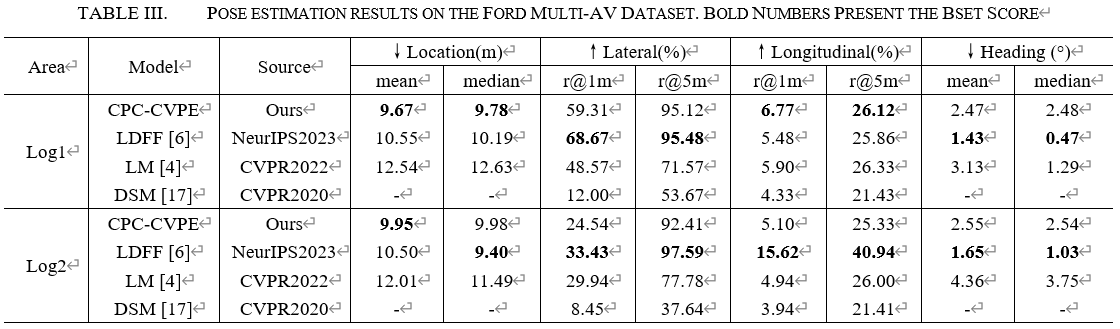 TABLE III. POSE ESTIMATION RESULTS ON THE FORD MULTI-AV DATASET. BOLD NUMBERS PRESENT THE BSET SCORE↵
Area↵ Model↵ Source↵ ↓ Location(m)↵ ↑ Lateral(%)↵ ↑ Longitudinal(%)↵ ↓ Heading (°)↵
mean↵ median↵ r@1m↵ r@5m↵ r@1m↵ r@5m↵ mean↵ median↵
Log1↵ CPC-CVPE↵ Ours↵ 9.67↵ 9.78↵ 59.31↵ 95.12↵ 6.77↵ 26.12↵ 2.47↵ 2.48↵
LDFF [6]↵ NeurIPS2023↵ 10.55↵ 10.19↵ 68.67↵ 95.48↵ 5.48↵ 25.86↵ 1.43↵ 0.47↵
LM [4]↵ CVPR2022↵ 12.54↵ 12.63↵ 48.57↵ 71.57↵ 5.90↵ 26.33↵ 3.13↵ 1.29↵
DSM [17]↵ CVPR2020↵ -↵ -↵ 12.00↵ 53.67↵ 4.33↵ 21.43↵ -↵ -↵
Log2↵ CPC-CVPE↵ Ours↵ 9.95↵ 9.98↵ 24.54↵ 92.41↵ 5.10↵ 25.33↵ 2.55↵ 2.54↵
LDFF [6]↵ NeurIPS2023↵ 10.50↵ 9.40↵ 33.43↵ 97.59↵ 15.62↵ 40.94↵ 1.65↵ 1.03↵
LM [4]↵ CVPR2022↵ 12.01↵ 11.49↵ 29.94↵ 77.78↵ 4.94↵ 26.00↵ 4.36↵ 3.75↵
DSM [17]↵ CVPR2020↵ -↵ -↵ 8.45↵ 37.64↵ 3.94↵ 21.41↵ -↵ -↵